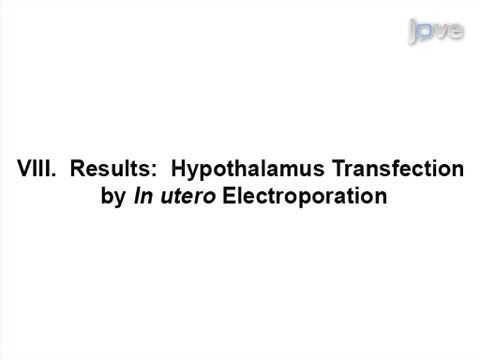 jove
VIII.  Results:  Hypothalamus Transfection
by In utero Electroporation